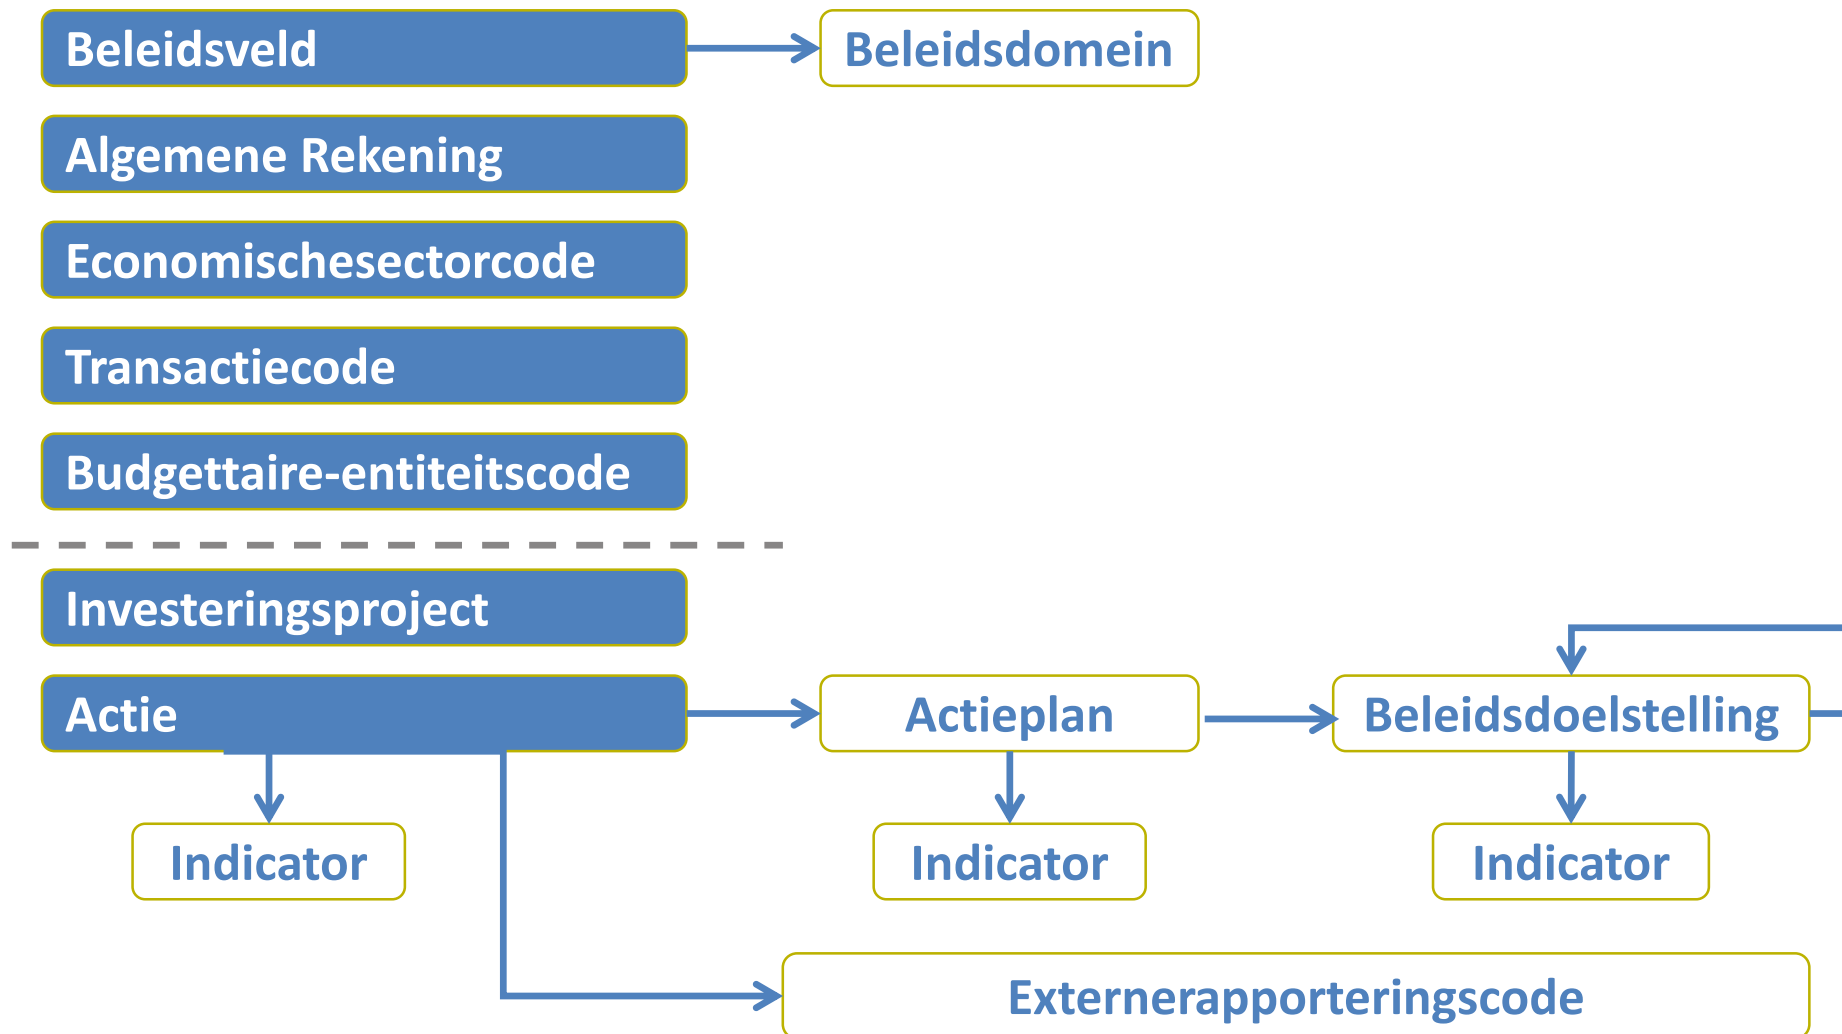 Beleidsveld
Beleidsdomein
Algemene Rekening
Economischesectorcode
Transactiecode
Budgettaire-entiteitscode
Investeringsproject
Actie
Actieplan
Beleidsdoelstelling
Indicator
Indicator
Indicator
Externerapporteringscode